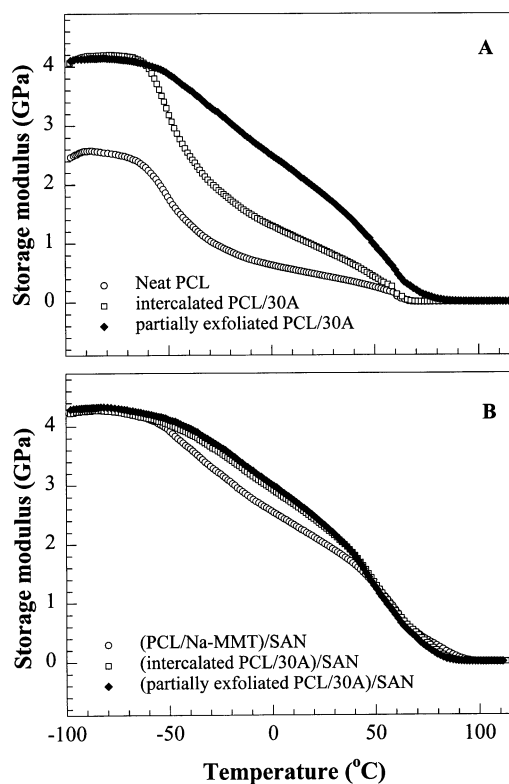 A
Storage modulus (GPa)
4
3
2
1
0
Neat PCL
intercalated PCL/30A
partially exfoliated PCL/30A
B
Storage modulus (GPa)
4
3
2
1
0
(PCL/Na-MMT)/SAN
(intercalated PCL/30A)/SAN
(partially exfoliated PCL/30A)/SAN
-100 -50 0 50 100
Temperature (°C)